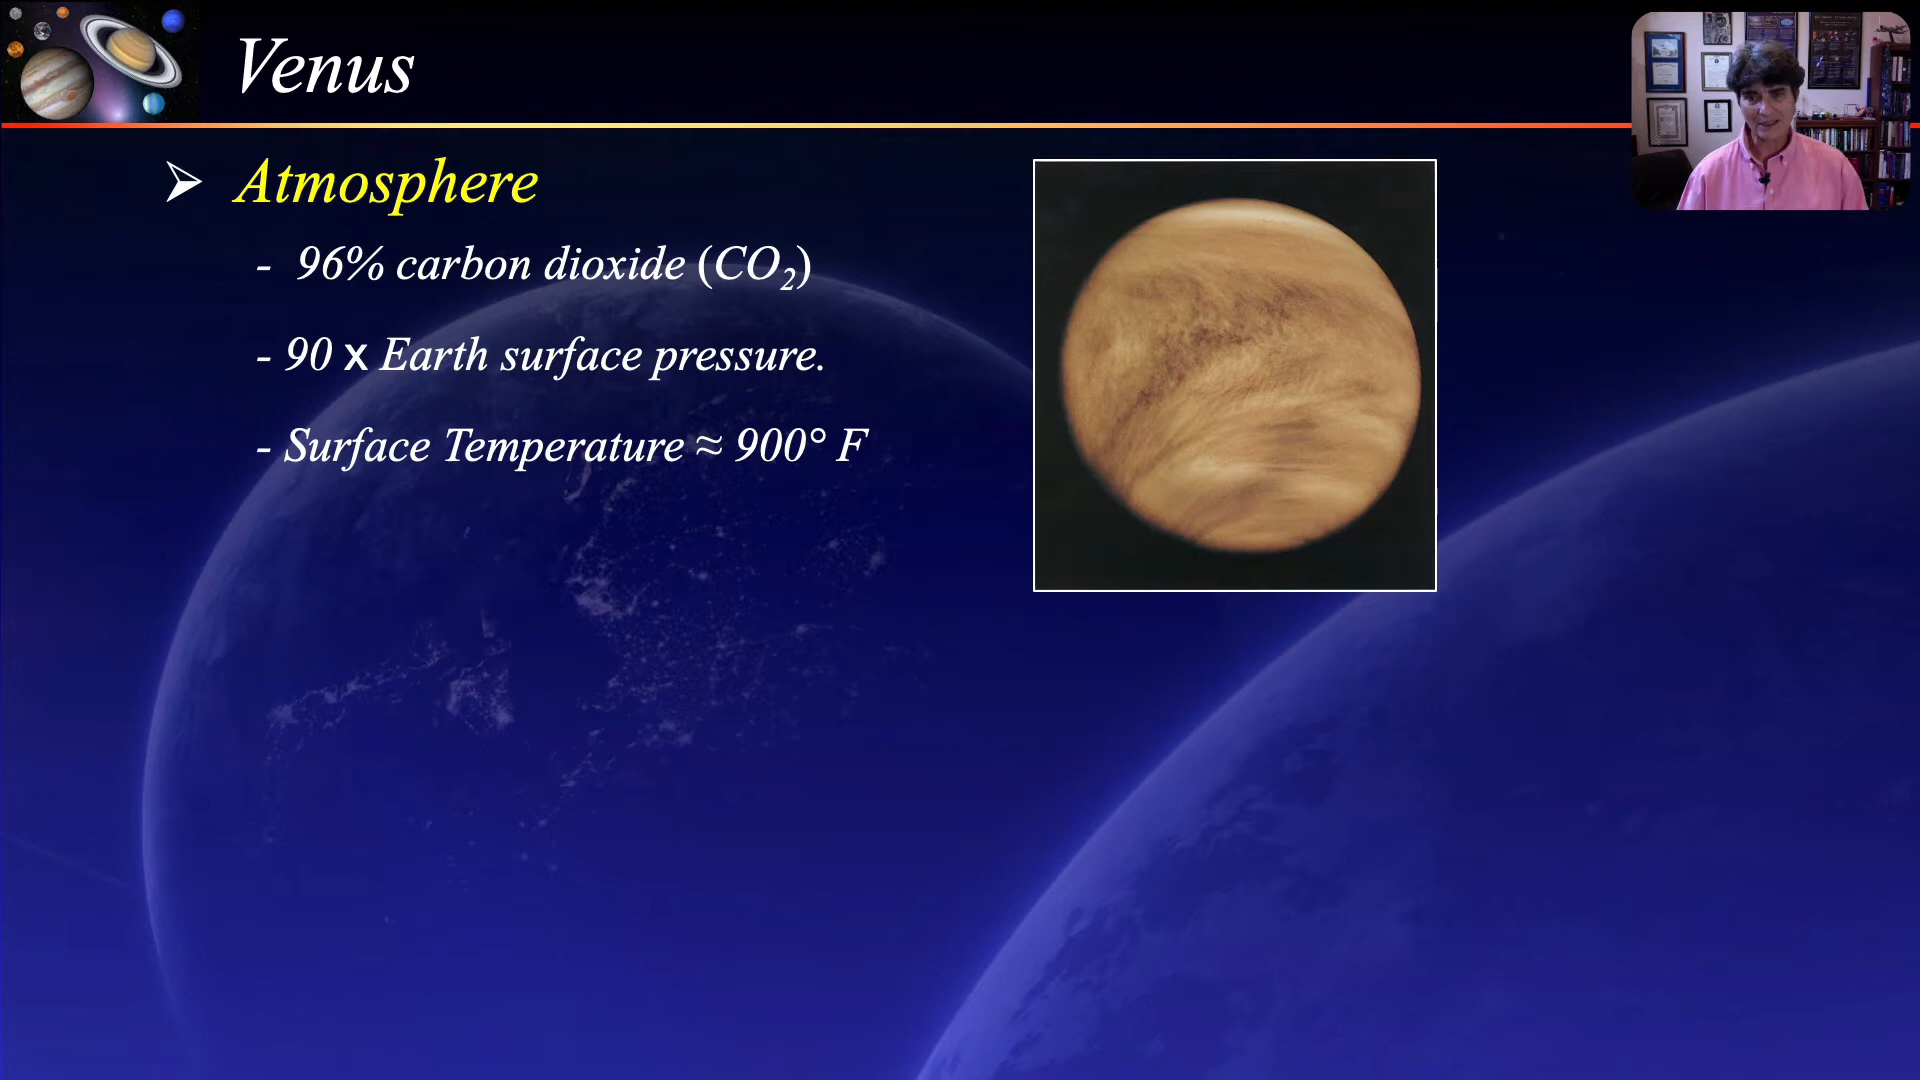 Venus
➢ Atmosphere
- 96% carbon dioxide (CO₂)
- 90 x Earth surface pressure.
- Surface Temperature ≈ 900° F